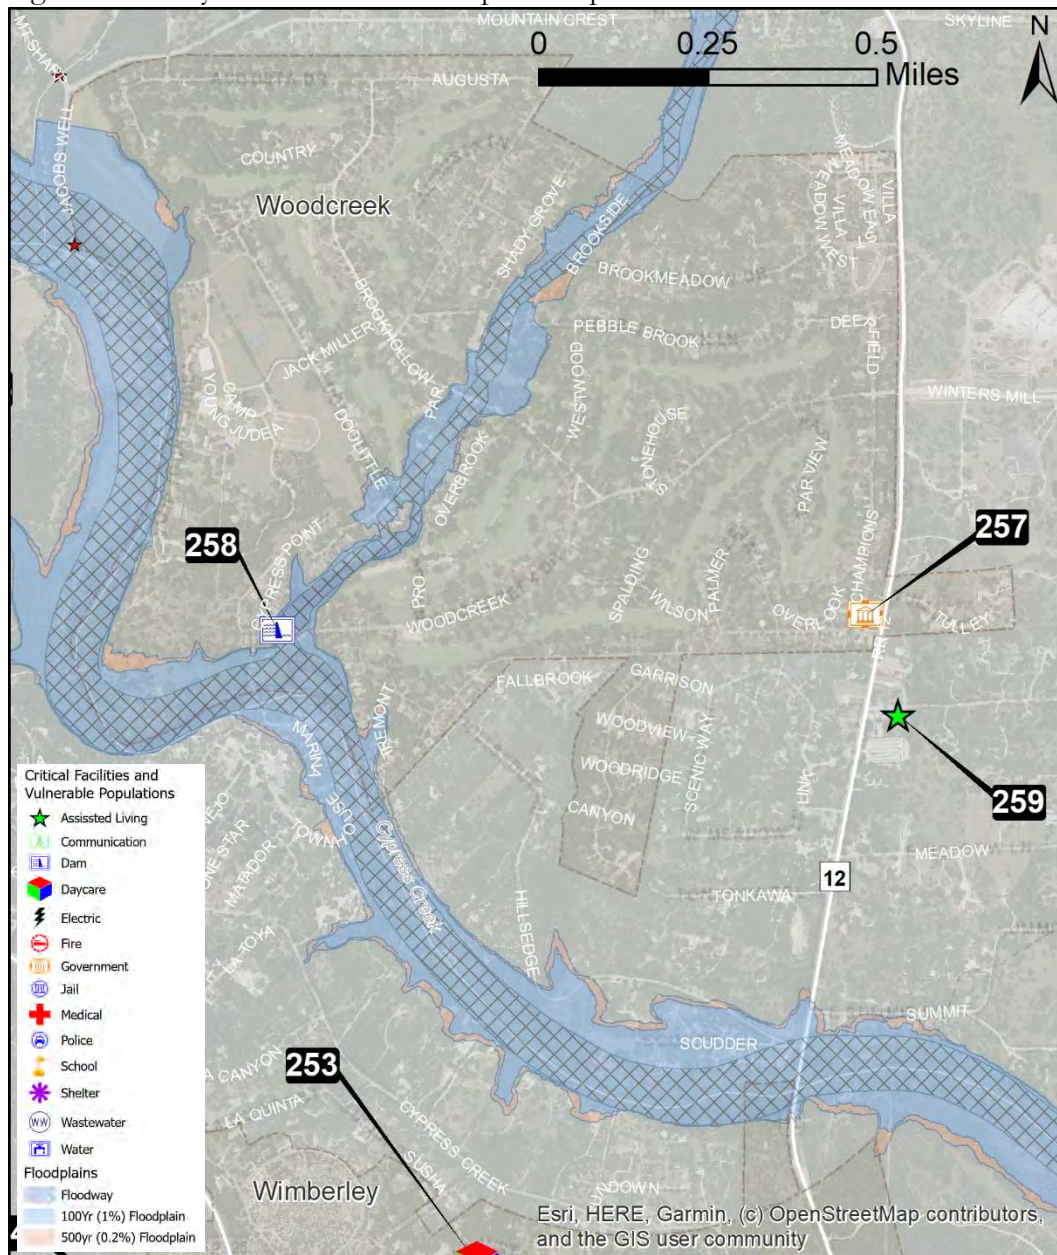 MOUNTAIN CREST
SKYLINE
N
0 0.25 0.5
Miles
MT SHARP
AUGUSTA
JACOBS WELL
COUNTRY
Woodcreek
SHADY GROVE
BROOKSIDE
MEADOW EAST
MEADOW WEST
VILLA
VILLA
BROOKMEADOW
BROOKHOLLOW
JACK MILLER
PEBBLE BROOK
DEERFIELD
WINTERS MILL
WESTWOOD
PAR
YOUNG JUDEA
CAMP
DOOLITTLE
OVERBROOK
STONEHOUSE
PAR VIEW
258
257
CYPRESS POINT
PRO
WOODCREEK
SPALDING
WILSON
PALMER
OVERLOOK
CHAMPIONS
RR 12
TULLEY
FALLBROOK
GARRISON
MARINA
WOODVIEW
SCENIC WAY
WOODRIDGE
LINK
259
CANYON
TOWNHOUSE
Cypress Creek
12
MEADOW
LONE STAR
MATADOR
TONKAWA
LA TOYA
HILLSEDGE
SUMMIT
SCUDDER
253
CANYON
LA QUINTA
CYPRESS CREEK
SUSHA
Wimberley
Critical Facilities and
Vulnerable Populations
Assissted Living
Communication
Dam
Daycare
Electric
Fire
Government
Jail
Medical
Police
School
Shelter
Wastewater
Water
Floodplains
Floodway
100Yr (1%) Floodplain
500yr (0.2%) Floodplain
Esri, HERE, Garmin, (c) OpenStreetMap contributors,
and the GIS user community